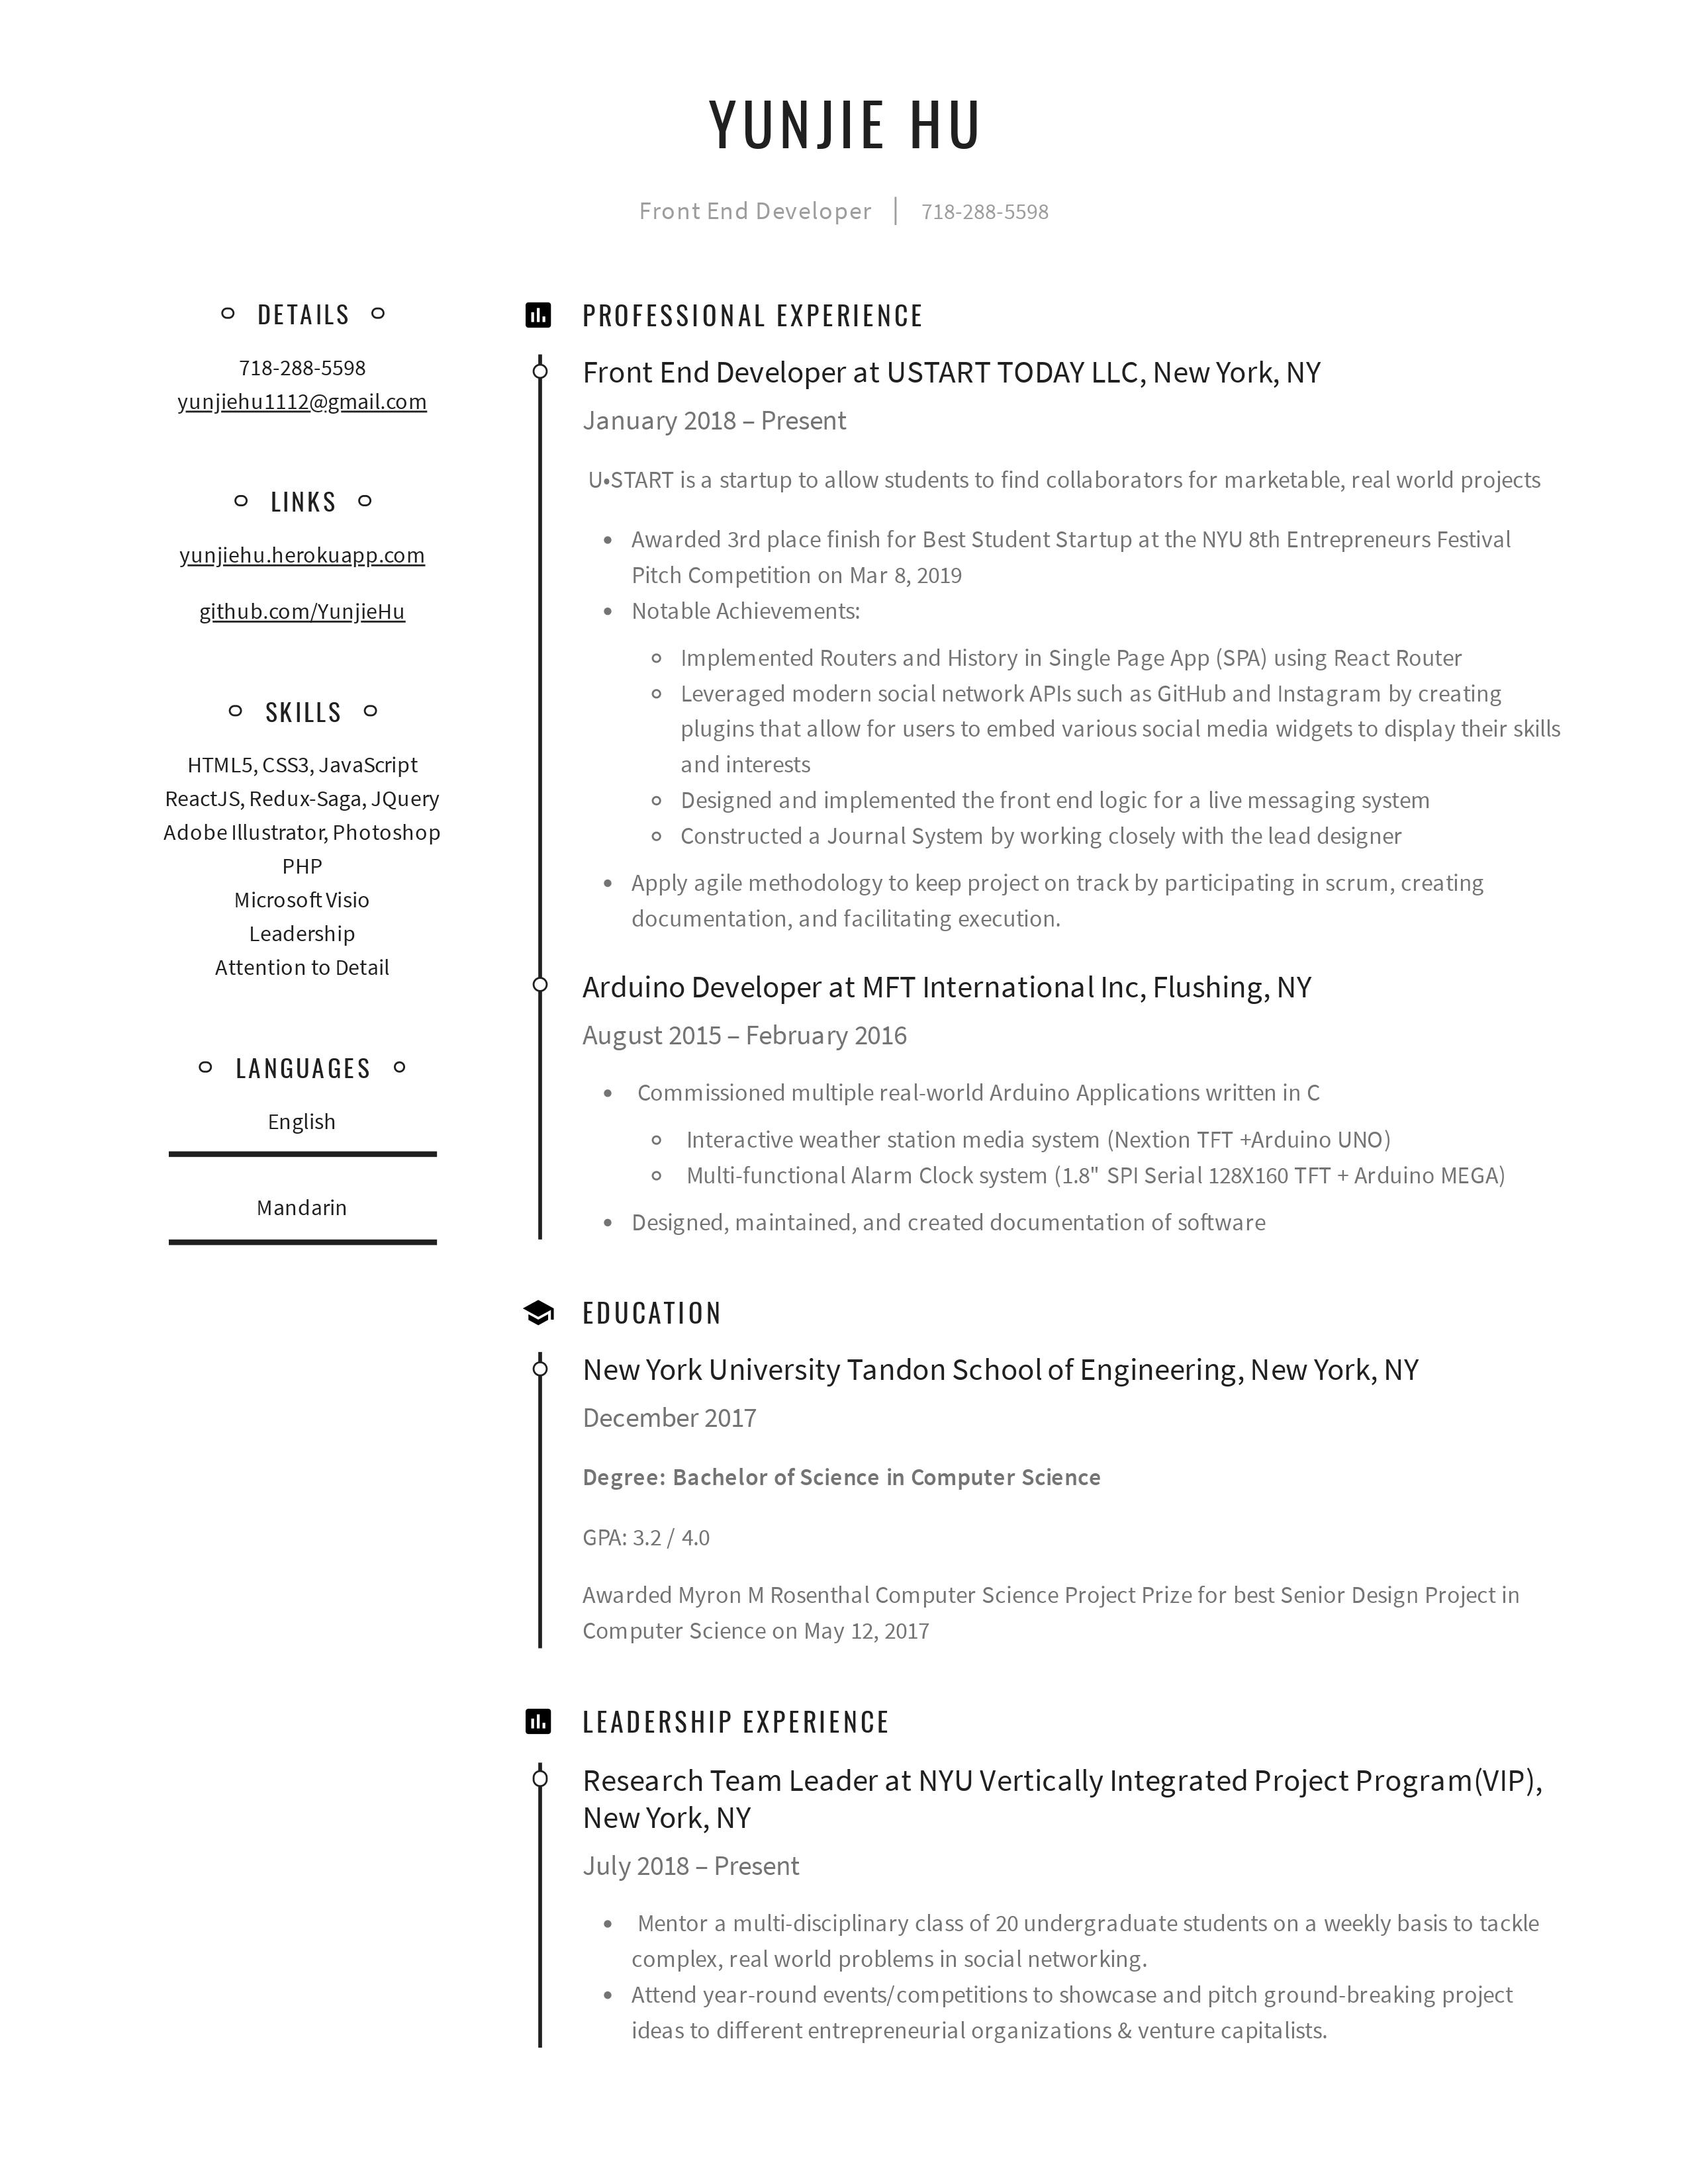 YUNJIE HU
Front End Developer | 718-288-5598
DETAILS
718-288-5598
yunjiehu1112@gmail.com
LINKS
yunjiehu.herokuapp.com
github.com/YunjieHu
SKILLS
HTML5, CSS3, JavaScript
ReactJS, Redux-Saga, JQuery
Adobe Illustrator, Photoshop
PHP
Microsoft Visio
Leadership
Attention to Detail
LANGUAGES
English
Mandarin
PROFESSIONAL EXPERIENCE
Front End Developer at USTART TODAY LLC, New York, NY
January 2018 – Present
U•START is a startup to allow students to find collaborators for marketable, real world projects
• Awarded 3rd place finish for Best Student Startup at the NYU 8th Entrepreneurs Festival
Pitch Competition on Mar 8, 2019
• Notable Achievements:
◦ Implemented Routers and History in Single Page App (SPA) using React Router
◦ Leveraged modern social network APIs such as GitHub and Instagram by creating
plugins that allow for users to embed various social media widgets to display their skills
and interests
◦ Designed and implemented the front end logic for a live messaging system
◦ Constructed a Journal System by working closely with the lead designer
• Apply agile methodology to keep project on track by participating in scrum, creating
documentation, and facilitating execution.
Arduino Developer at MFT International Inc, Flushing, NY
August 2015 – February 2016
• Commissioned multiple real-world Arduino Applications written in C
◦ Interactive weather station media system (Nextion TFT +Arduino UNO)
◦ Multi-functional Alarm Clock system (1.8" SPI Serial 128X160 TFT + Arduino MEGA)
• Designed, maintained, and created documentation of software
EDUCATION
New York University Tandon School of Engineering, New York, NY
December 2017
Degree: Bachelor of Science in Computer Science
GPA: 3.2 / 4.0
Awarded Myron M Rosenthal Computer Science Project Prize for best Senior Design Project in
Computer Science on May 12, 2017
LEADERSHIP EXPERIENCE
Research Team Leader at NYU Vertically Integrated Project Program(VIP),
New York, NY
July 2018 – Present
• Mentor a multi-disciplinary class of 20 undergraduate students on a weekly basis to tackle
complex, real world problems in social networking.
• Attend year-round events/competitions to showcase and pitch ground-breaking project
ideas to different entrepreneurial organizations & venture capitalists.